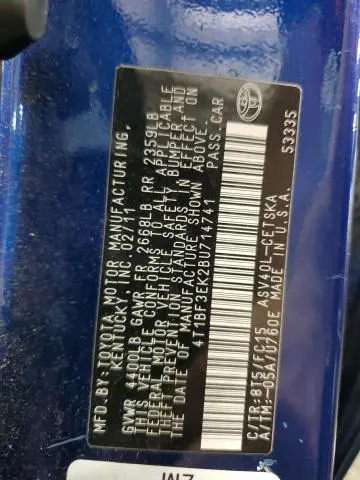 MFD BY: TOYOTA MOTOR MANUFACTURING,
KENTUCKY, INC. 02/11
GVWR 4400LB GAWR FR 2668LB RR 2359LB
THIS VEHICLE CONFORMS TO ALL APPLICABLE
FEDERAL MOTOR VEHICLE SAFETY, BUMPER, AND
THEFT PREVENTION STANDARDS IN EFFECT ON
THE DATE OF MANUFACTURE SHOWN ABOVE.
4T1BF3EK2BU714741 PASS. CAR
C/TR:8T5/FC15 ASV40L-CETSKA
A/TM:-03A/U760E MADE IN U.S.A.
53335